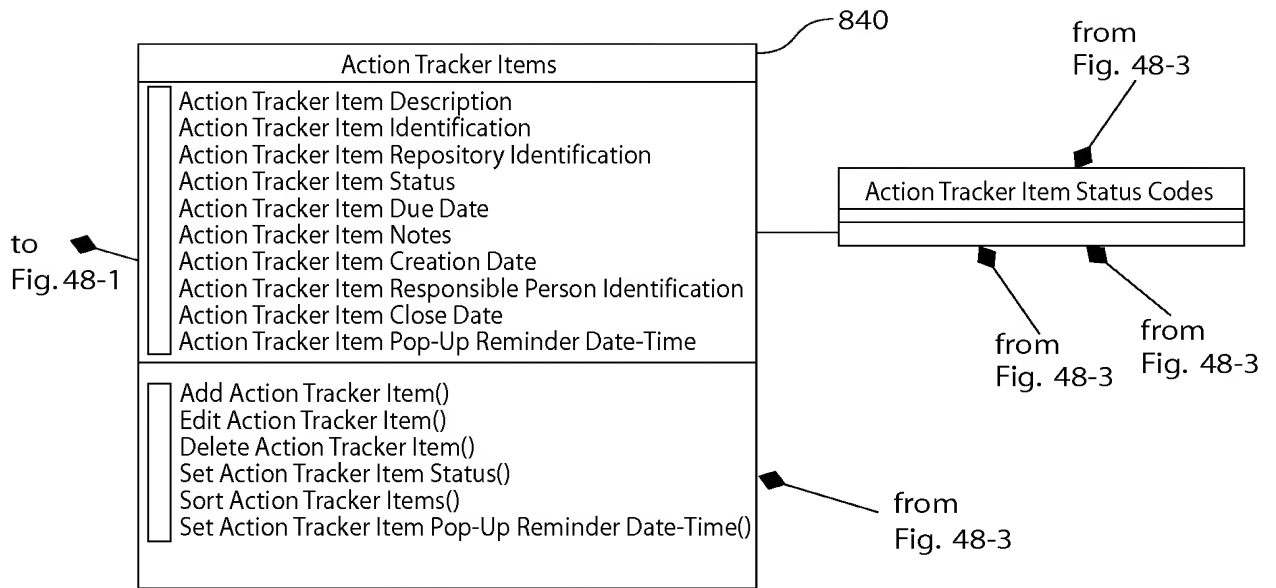 840
from
Fig. 48-3
Action Tracker Items
Action Tracker Item Description
Action Tracker Item Identification
Action Tracker Item Repository Identification
Action Tracker Item Status
Action Tracker Item Due Date
Action Tracker Item Notes
Action Tracker Item Creation Date
Action Tracker Item Responsible Person Identification
Action Tracker Item Close Date
Action Tracker Item Pop-Up Reminder Date-Time
to
Fig. 48-1
Action Tracker Item Status Codes
from
Fig. 48-3
from
Fig. 48-3
Add Action Tracker Item()
Edit Action Tracker Item()
Delete Action Tracker Item()
Set Action Tracker Item Status()
Sort Action Tracker Items()
Set Action Tracker Item Pop-Up Reminder Date-Time()
from
Fig. 48-3